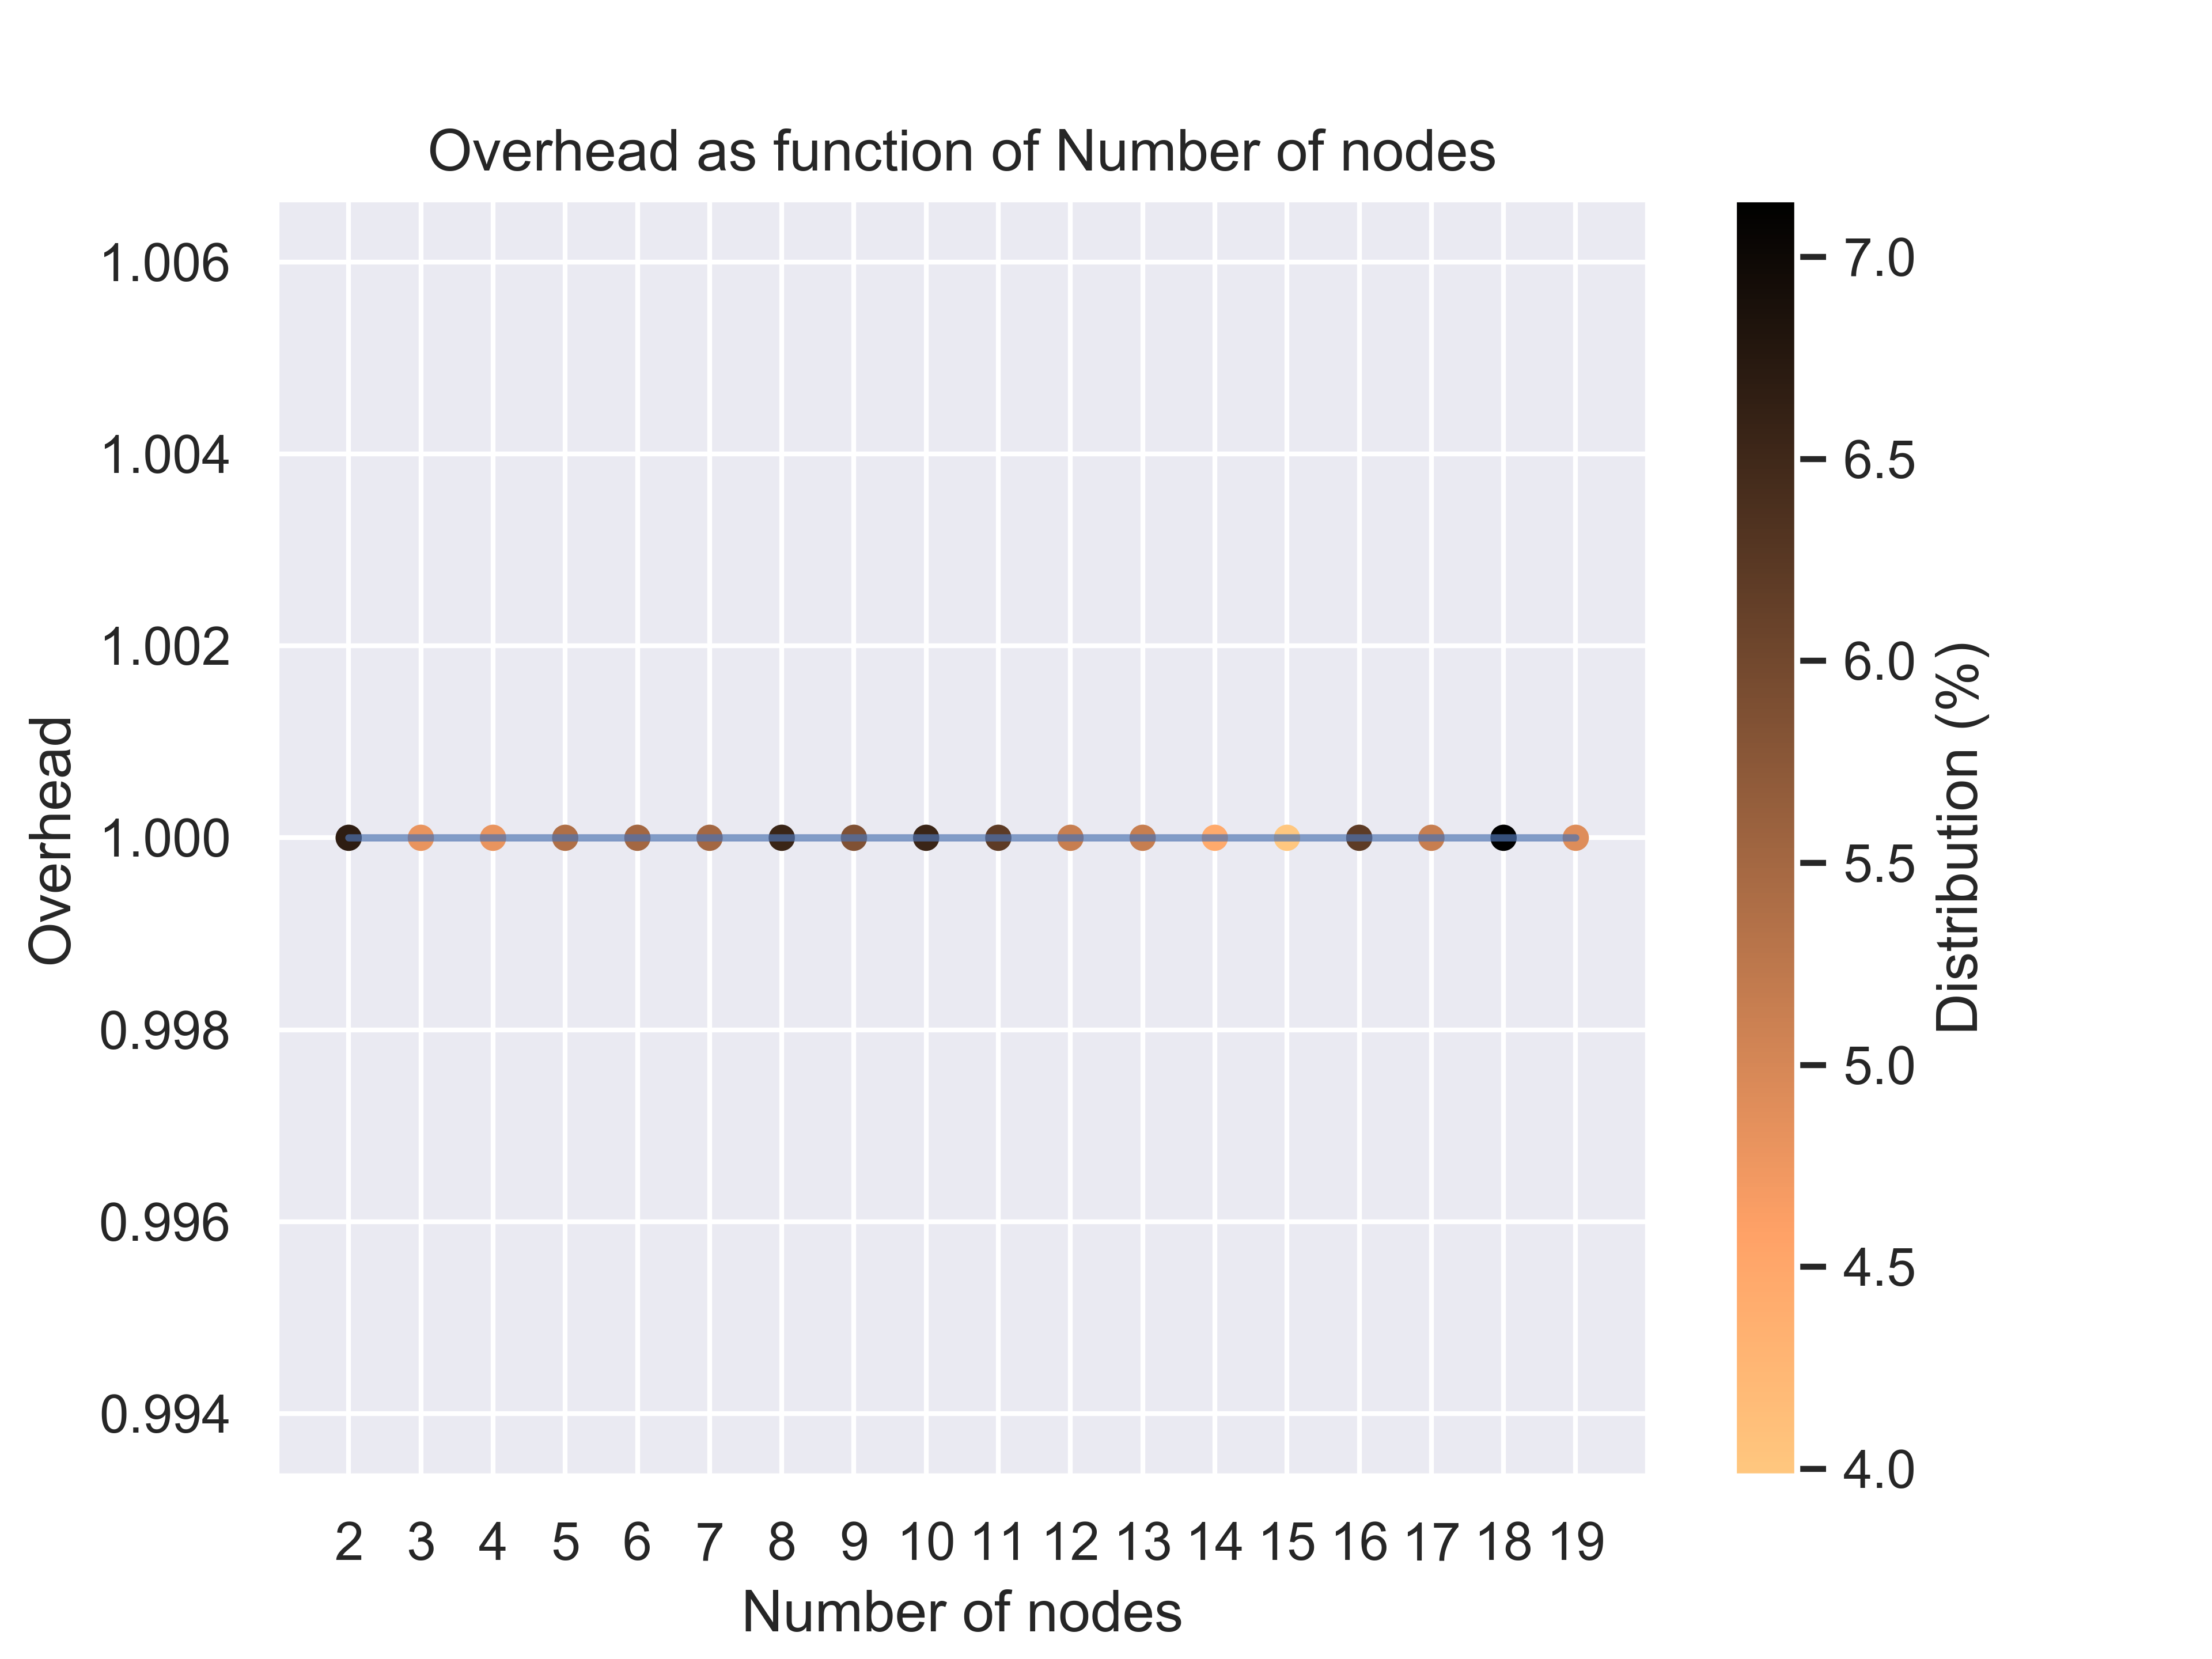 Overhead as function of Number of nodes
1.006
1.004
1.002
1.000
0.998
0.996
0.994
Overhead
2 3 4 5 6 7 8 9 10 11 12 13 14 15 16 17 18 19
Number of nodes
7.0
6.5
6.0
5.5
5.0
4.5
4.0
Distribution (%)